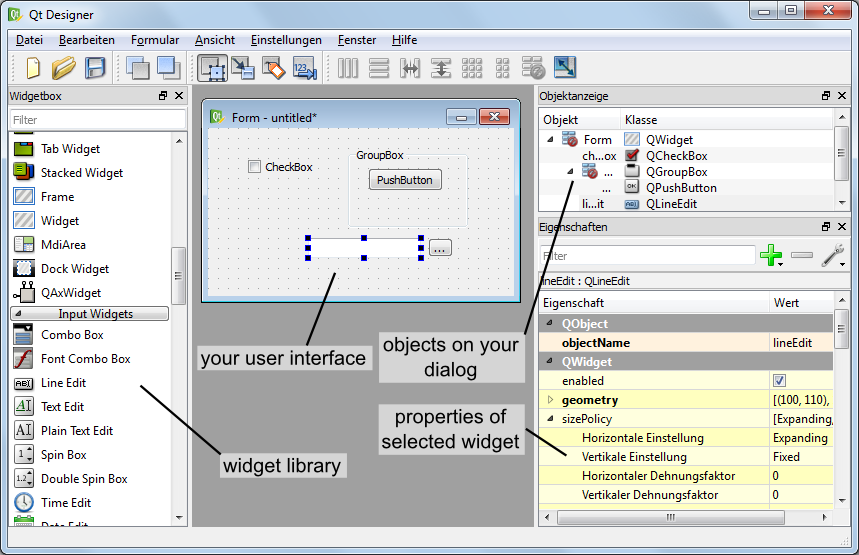 Qt Designer
Datei Bearbeiten Formular Ansicht Einstellungen Fenster Hilfe
123
Widgetbox
Filter
Tab Widget
Stacked Widget
Frame
Widget
MdiArea
Dock Widget
QAxWidget
Input Widgets
Combo Box
Font Combo Box
Line Edit
Text Edit
Plain Text Edit
Spin Box
Double Spin Box
Time Edit
Date Edit
Form - untitled*
CheckBox
GroupBox
PushButton
...
your user interface
objects on your
dialog
properties of
selected widget
widget library
Objektanzeige
Objekt Klasse
Form QWidget
ch...ox QCheckBox
... QGroupBox
... QPushButton
li...it QLineEdit
Eigenschaften
Filter
lineEdit : QLineEdit
Eigenschaft Wert
QObject
objectName lineEdit
QWidget
enabled
geometry [(100, 110),
sizePolicy [Expanding,
Horizontale Einstellung Expanding
Vertikale Einstellung Fixed
Horizontaler Dehnungsfaktor 0
Vertikaler Dehnungsfaktor 0